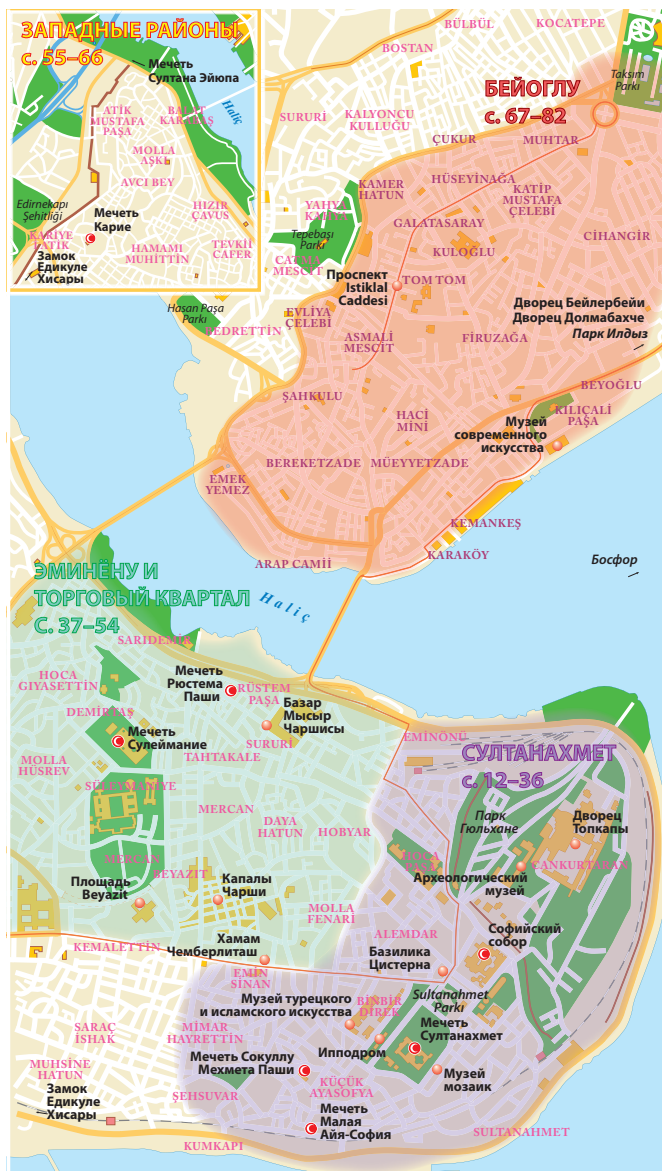 ЗАПАДНЫЕ РАЙОНЫ
с. 55–66
Мечеть
Султана Эйюпа
Haliç
ATİK
MUSTAFA
PAŞA
BALAT
KARABAŞ
MOLLA
AŞKI
AVCI BEY
Edirnekapı
Şehitliği
HIZIR
ÇAVUS
Мечеть
Карие
KARİYE
ATİK
HAMAMI
MUHİTTİN
TEVKİİ
CAFER
Замок
Едикуле
Хисары
BÜLBÜL
KOCATEPE
BOSTAN
Taksim
Parkı
БЕЙОГЛУ
с. 67–82
SURURİ
KALYONCU
KULLUĞU
ÇUKUR
MUHTAR
KAMER
HATUN
HÜSEYİNAĞA
KATİP
MUSTAFA
ÇELEBİ
YAHYA
KAHYA
GALATASARAY
CİHANGİR
Tepebaşı
Parkı
KULOĞLU
CATMA
MESCİT
Проспект
Istiklal
Caddesi
TOM TOM
Hasan Paşa
Parkı
BEDRETTİN
EVLİYA
ÇELEBİ
Дворец Бейлербейи
Дворец Долмабахче
Парк Илдыз
ASMALİ
MESCİT
FİRUZAĞA
ŞAHKULU
BEYOĞLU
HACİ
MİNİ
KILIÇALİ
PAŞA
Музей
современного
искусства
BEREKETZADE
MÜEYYETZADE
EMEK
YEMEZ
KEMANKEŞ
KARAKÖY
ARAP CAMİİ
Босфор
ЭМИНЁНУ И
ТОРГОВЫЙ КВАРТАЛ
С. 37–54
Haliç
SARIDEMİR
HOCA
GIYASETTİN
Мечеть
Рюстема
Паши
RÜSTEM
PAŞA
Базар
Мысыр
Чаршисы
DEMİRTAŞ
Мечеть
Сулеймание
SURURİ
EMİNÖNÜ
TAHTAKALE
СУЛТАНАХМЕТ
с. 12–36
MOLLA
HÜSREV
SÜLEYMANİYE
MERCAN
DAYA
HATUN
HOBYAR
Парк
Гюльхане
Дворец
Топкапы
MERCAN
BEYAZIT
HOCA
CANKURTARAN
Площадь
Beyazit
Капалы
Чарши
Археологический
музей
MOLLA
FENARİ
KEMALETTİN
Хамам
Чемберлиташ
ALEMDAR
Софийский
собор
Базилика
Цистерна
EMİN
SİNAN
Музей турецкого
и исламского искусства
BİNBİR
DİREK
Sultanahmet
Parkı
SARAÇ
İSHAK
MİMAR
HAYRETTİN
Мечеть
Султанахмет
Ипподром
MUHSİNE
HATUN
Мечеть Сокуллу
Мехмета Паши
Музей
мозаик
KÜÇÜK
AYASOFYA
Замок
Едикуле
Хисары
ŞEHSUVAR
Мечеть
Малая
Айя-София
SULTANAHMET
KUMKAPI